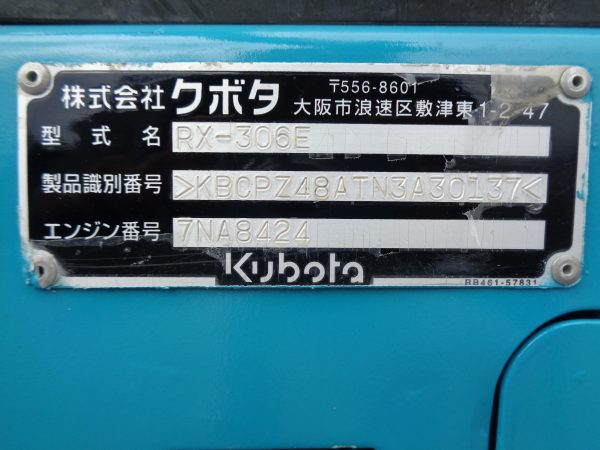 株式会社クボタ 〒556-8601
大阪市浪速区敷津東1-2-47
型式名 RX-306E
製品識別番号 >KBCPZ48ATN3A30137<
エンジン番号 7NA8424
Kubota
RB461-57831